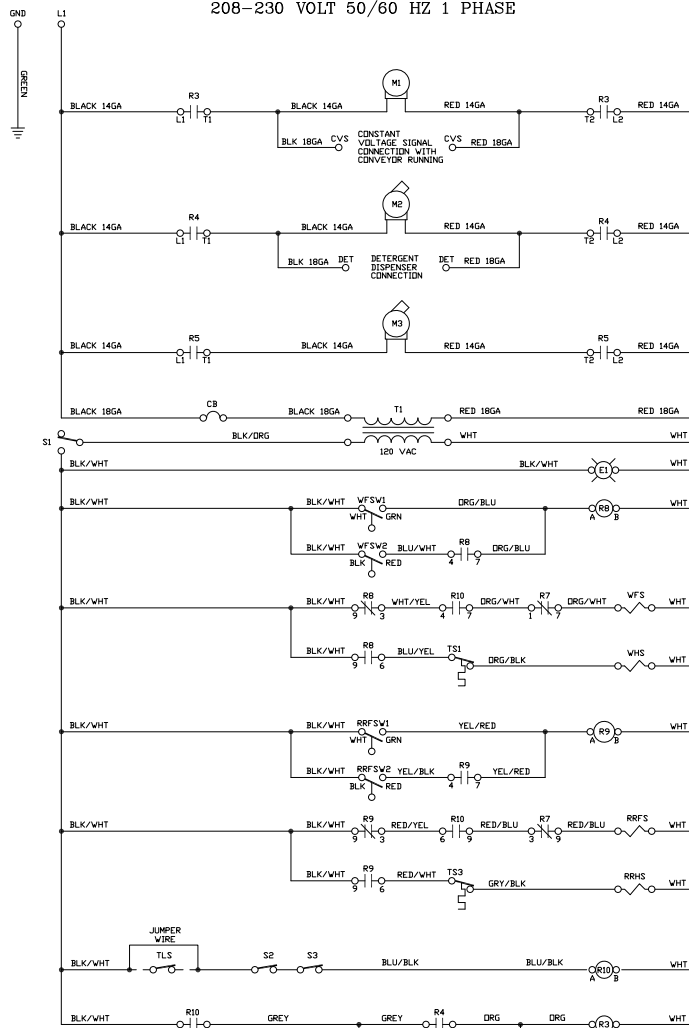 208-230 VOLT 50/60 HZ 1 PHASE
GND L1
GREEN
R3 M1 R3
BLACK 14GA L1 T1 BLACK 14GA RED 14GA T2 L2 RED 14GA
BLK 18GA CVS CONSTANT VOLTAGE SIGNAL CONNECTION WITH CONVEYOR RUNNING CVS RED 18GA
R4 M2 R4
BLACK 14GA L1 T1 BLACK 14GA RED 14GA T2 L2 RED 14GA
BLK 18GA DET DETERGENT DISPENSER CONNECTION DET RED 18GA
R5 M3 R5
BLACK 14GA L1 T1 BLACK 14GA RED 14GA T2 L2 RED 14GA
BLACK 18GA CB BLACK 18GA T1 RED 18GA RED 18GA
S1 BLK/ORG 120 VAC WHT WHT
BLK/WHT BLK/WHT E1 WHT
BLK/WHT BLK/WHT WFSW1 WHT GRN ORG/BLU R8 A B WHT
BLK/WHT WFSW2 BLK RED BLU/WHT R8 4 7 ORG/BLU
BLK/WHT BLK/WHT R8 9 3 WHT/YEL R10 4 7 ORG/WHT R7 1 7 ORG/WHT WFS WHT
BLK/WHT R8 9 6 BLU/YEL TS1 ORG/BLK WHS WHT
BLK/WHT BLK/WHT RRFSW1 WHT GRN YEL/RED R9 A B WHT
BLK/WHT RRFSW2 BLK RED YEL/BLK R9 4 7 YEL/RED
BLK/WHT BLK/WHT R9 9 3 RED/YEL R10 6 9 RED/BLU R7 3 9 RED/BLU RRFS WHT
BLK/WHT R9 9 6 RED/WHT TS3 GRY/BLK RRHS WHT
JUMPER WIRE
BLK/WHT TLS S2 S3 BLU/BLK BLU/BLK R10 A B WHT
BLK/WHT R10 GREY GREY R4 ORG ORG R3 WHT